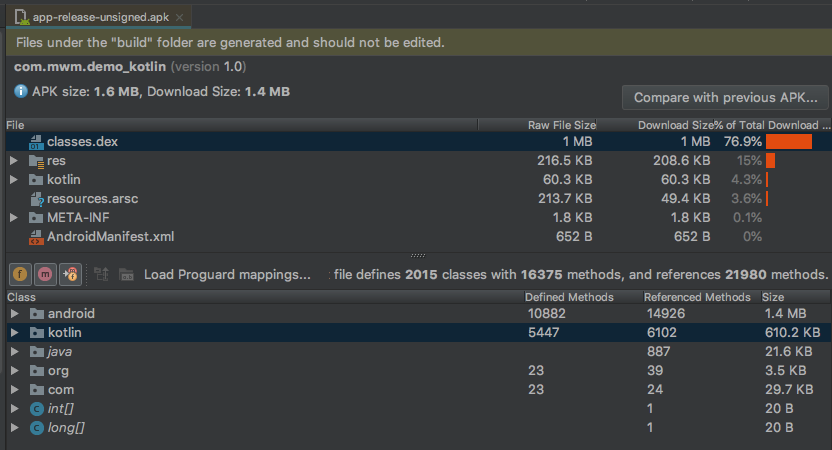 app-release-unsigned.apk ×
Files under the "build" folder are generated and should not be edited.
com.mwm.demo_kotlin (version 1.0)
APK size: 1.6 MB, Download Size: 1.4 MB
Compare with previous APK...
File Raw File Size Download Size % of Total Download ...
classes.dex 1 MB 1 MB 76.9%
res 216.5 KB 208.6 KB 15%
kotlin 60.3 KB 60.3 KB 4.3%
resources.arsc 213.7 KB 49.4 KB 3.6%
META-INF 1.8 KB 1.8 KB 0.1%
AndroidManifest.xml 652 B 652 B 0%
f m Load Proguard mappings... file defines 2015 classes with 16375 methods, and references 21980 methods.
Class Defined Methods Referenced Methods Size
android 10882 14926 1.4 MB
kotlin 5447 6102 610.2 KB
java 887 21.6 KB
org 23 39 3.5 KB
com 23 24 29.7 KB
C int[] 1 20 B
C long[] 1 20 B